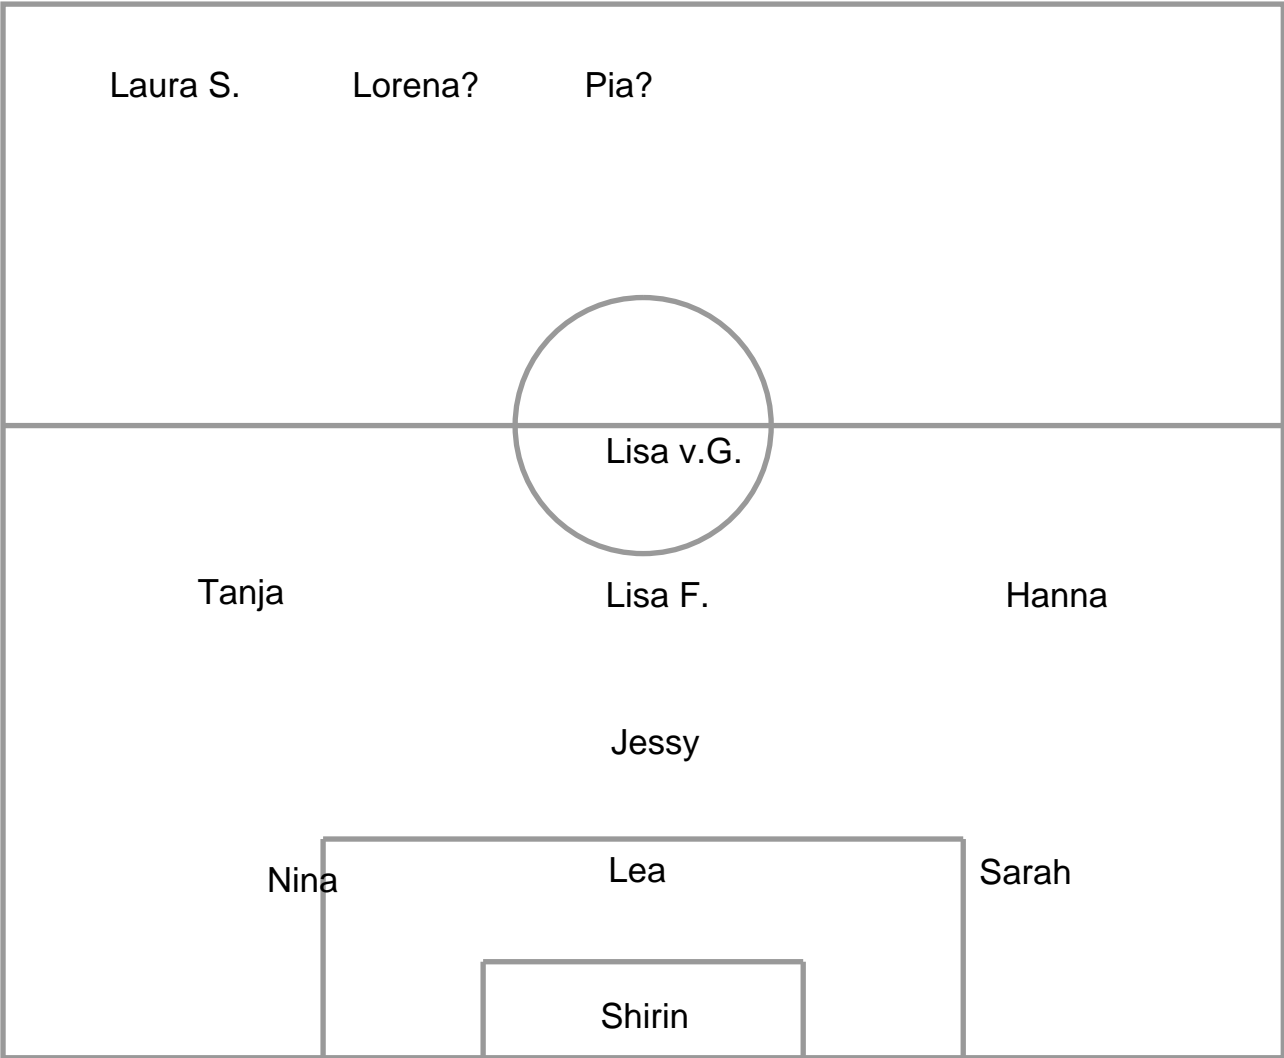 Laura S. Lorena? Pia?
Lisa v.G.
Tanja Lisa F. Hanna
Jessy
Nina Lea Sarah
Shirin